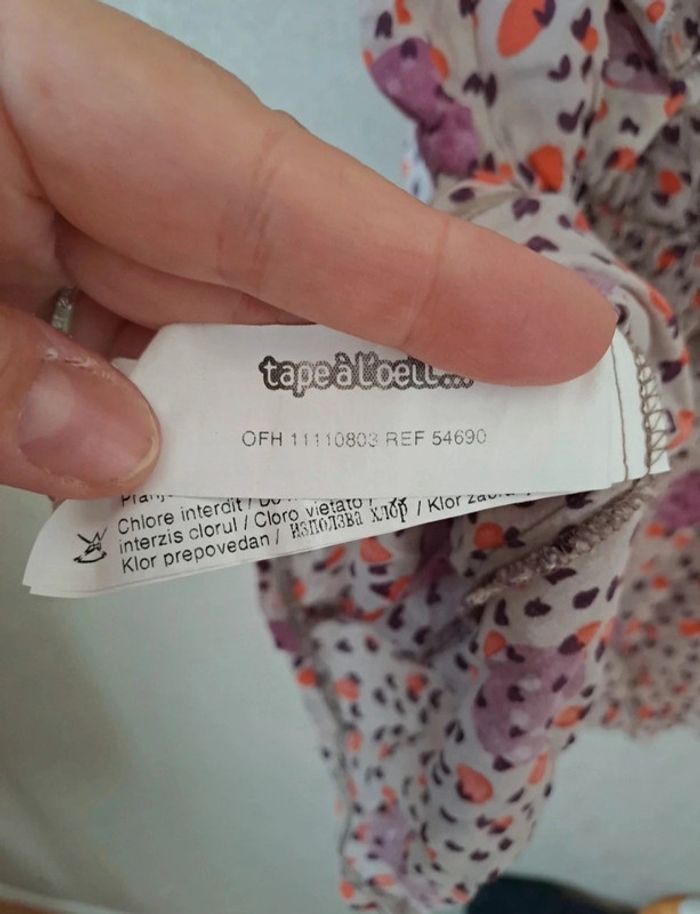 tape à l'oeil...
OFH 11110803 REF 54690
Chlore interdit /
interzis clorul / Cloro vietato /
Klor prepovedan / използва хлор / Klor